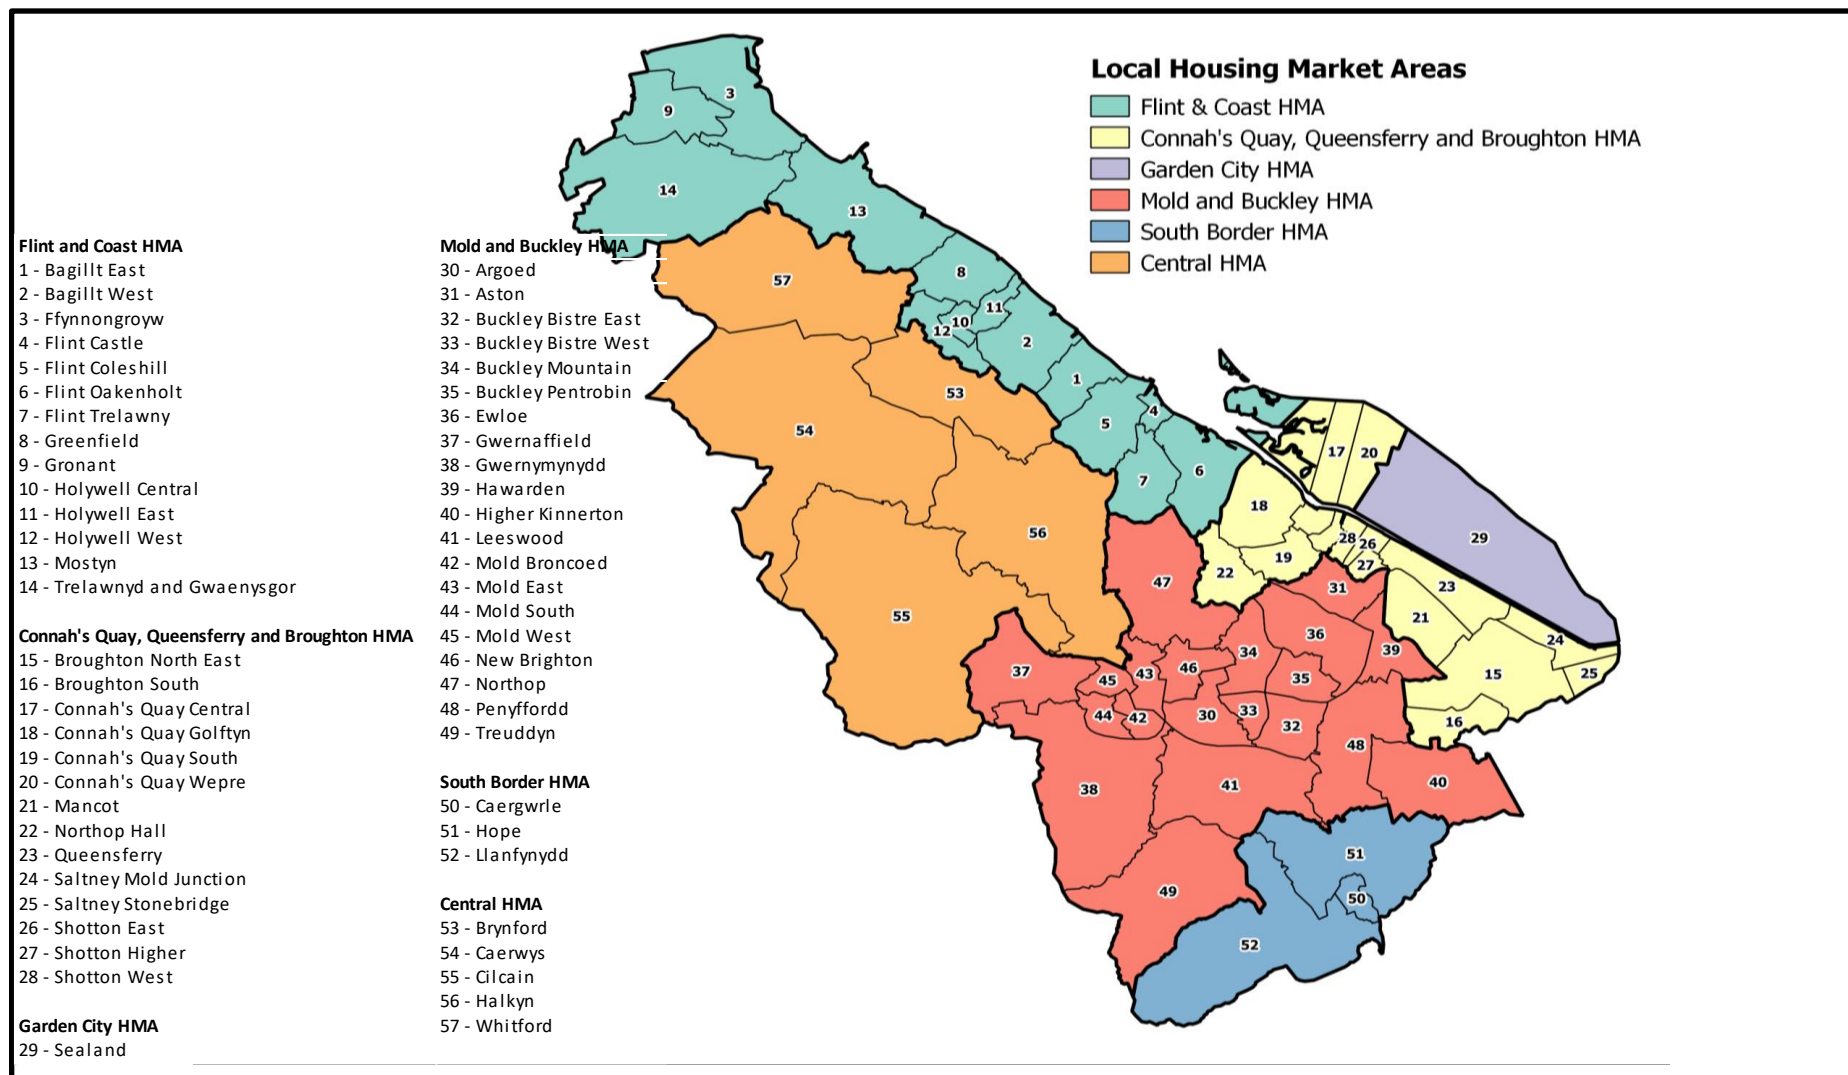 Local Housing Market Areas
Flint & Coast HMA
Connah's Quay, Queensferry and Broughton HMA
Garden City HMA
Mold and Buckley HMA
South Border HMA
Central HMA
Flint and Coast HMA
1 - Bagillt East
2 - Bagillt West
3 - Ffynnongroyw
4 - Flint Castle
5 - Flint Coleshill
6 - Flint Oakenholt
7 - Flint Trelawny
8 - Greenfield
9 - Gronant
10 - Holywell Central
11 - Holywell East
12 - Holywell West
13 - Mostyn
14 - Trelawnyd and Gwaenysgor
Connah's Quay, Queensferry and Broughton HMA
15 - Broughton North East
16 - Broughton South
17 - Connah's Quay Central
18 - Connah's Quay Golftyn
19 - Connah's Quay South
20 - Connah's Quay Wepre
21 - Mancot
22 - Northop Hall
23 - Queensferry
24 - Saltney Mold Junction
25 - Saltney Stonebridge
26 - Shotton East
27 - Shotton Higher
28 - Shotton West
Garden City HMA
29 - Sealand
Mold and Buckley HMA
30 - Argoed
31 - Aston
32 - Buckley Bistre East
33 - Buckley Bistre West
34 - Buckley Mountain
35 - Buckley Pentrobin
36 - Ewloe
37 - Gwernaffield
38 - Gwernymynydd
39 - Hawarden
40 - Higher Kinnerton
41 - Leeswood
42 - Mold Broncoed
43 - Mold East
44 - Mold South
45 - Mold West
46 - New Brighton
47 - Northop
48 - Penyffordd
49 - Treuddyn
South Border HMA
50 - Caergwrle
51 - Hope
52 - Llanfynydd
Central HMA
53 - Brynford
54 - Caerwys
55 - Cilcain
56 - Halkyn
57 - Whitford
3
9
14
13
8
57
11
10
12
2
1
53
4
5
54
17
20
6
7
18
56
29
28
26
19
27
22
47
23
31
55
21
36
24
34
39
46
37
43
15
25
45
35
33
44
42
30
16
32
48
40
41
38
51
49
50
52